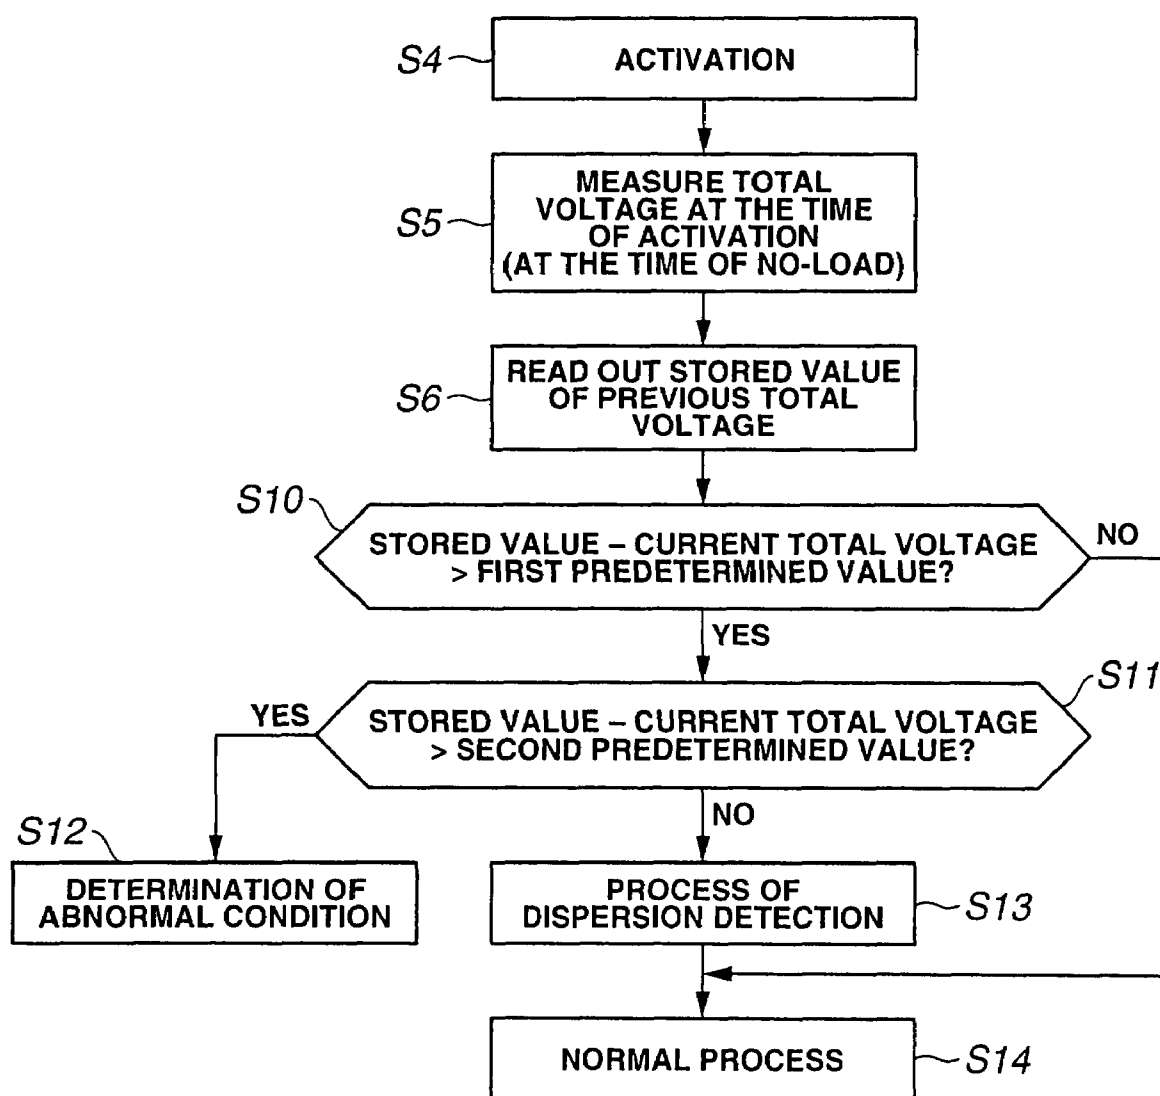 S4
ACTIVATION
S5
MEASURE TOTAL
VOLTAGE AT THE TIME
OF ACTIVATION
(AT THE TIME OF NO-LOAD)
S6
READ OUT STORED VALUE
OF PREVIOUS TOTAL
VOLTAGE
S10
STORED VALUE – CURRENT TOTAL VOLTAGE
> FIRST PREDETERMINED VALUE?
NO
YES
S11
YES
STORED VALUE – CURRENT TOTAL VOLTAGE
> SECOND PREDETERMINED VALUE?
NO
S12
DETERMINATION OF
ABNORMAL CONDITION
PROCESS OF
DISPERSION DETECTION
S13
NORMAL PROCESS
S14